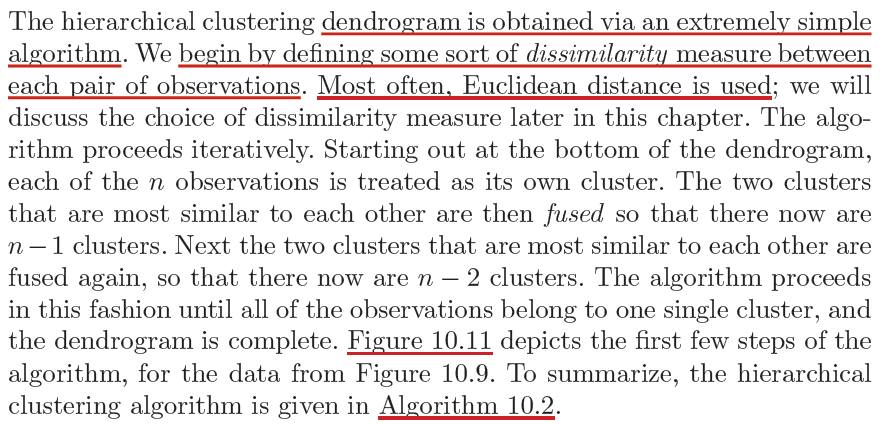 The hierarchical clustering dendrogram is obtained via an extremely simple
algorithm. We begin by defining some sort of dissimilarity measure between
each pair of observations. Most often, Euclidean distance is used; we will
discuss the choice of dissimilarity measure later in this chapter. The algo-
rithm proceeds iteratively. Starting out at the bottom of the dendrogram,
each of the n observations is treated as its own cluster. The two clusters
that are most similar to each other are then fused so that there now are
n − 1 clusters. Next the two clusters that are most similar to each other are
fused again, so that there now are n − 2 clusters. The algorithm proceeds
in this fashion until all of the observations belong to one single cluster, and
the dendrogram is complete. Figure 10.11 depicts the first few steps of the
algorithm, for the data from Figure 10.9. To summarize, the hierarchical
clustering algorithm is given in Algorithm 10.2.